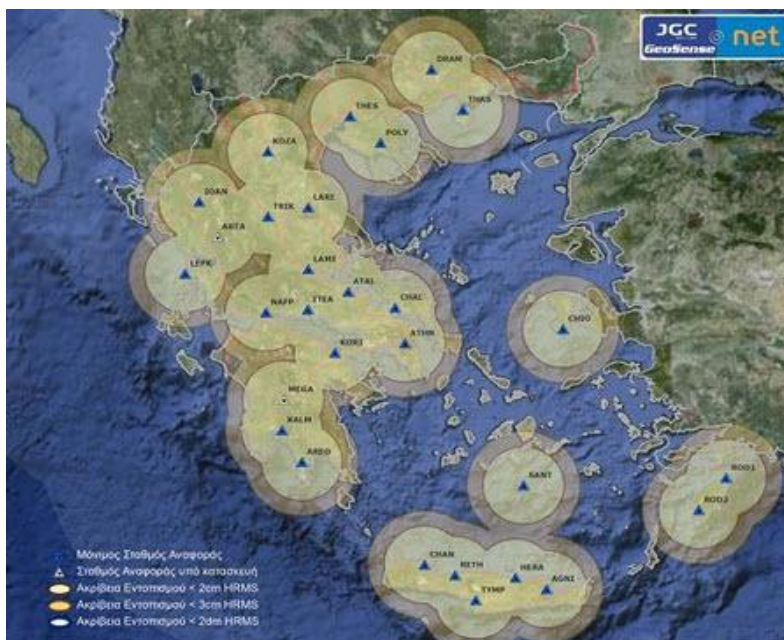 JGC
GeoSense
net
DRAM
THAS
THES
POLY
KOZA
IOAN
LARI
TRIK
ARTA
LEFK
LAMI
ATAL
CHAL
ITEA
NAFP
CHIO
ATHN
KORI
MEGA
KALM
AREO
SANT
ROD1
ROD2
CHAN
RETH
HERA
AGNI
TYMP
Μόνιμος Σταθμός Αναφοράς
Σταθμός Αναφοράς υπό κατασκευή
Ακρίβεια Εντοπισμού < 2cm HRMS
Ακρίβεια Εντοπισμού < 3cm HRMS
Ακρίβεια Εντοπισμού < 2dm HRMS